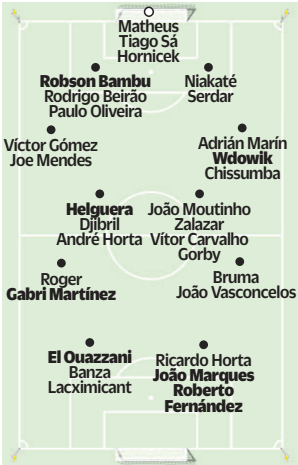 Matheus
Tiago Sá
Hornicek
Robson Bambu
Rodrigo Beirão
Paulo Oliveira
Niakaté
Serdar
Víctor Gómez
Joe Mendes
Adrián Marín
Wdowik
Chissumba
Helguera
Djibril
André Horta
João Moutinho
Zalazar
Vítor Carvalho
Gorby
Roger
Gabri Martínez
Bruma
João Vasconcelos
El Ouazzani
Banza
Lacximicant
Ricardo Horta
João Marques
Roberto
Fernández